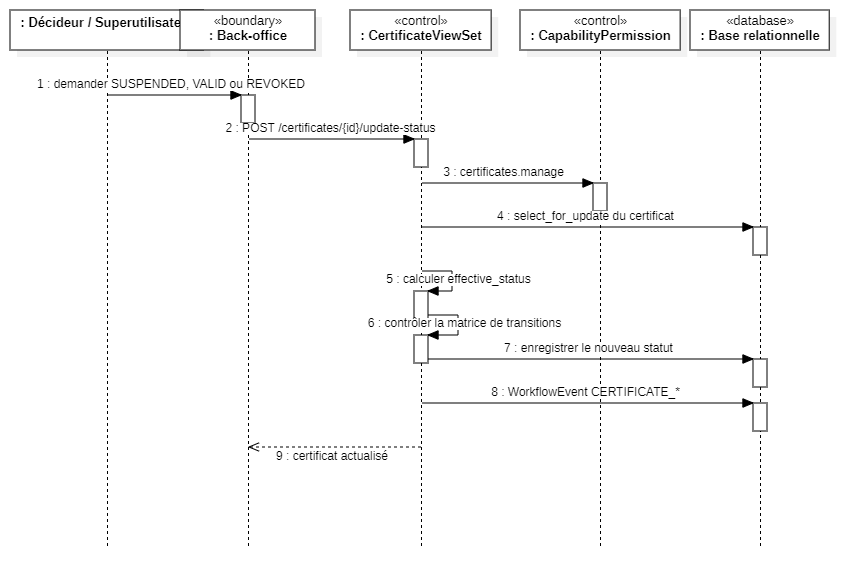 : Décideur / Superutilisate
«boundary»
: Back-office
«control»
: CertificateViewSet
«control»
: CapabilityPermission
«database»
: Base relationnelle
1 : demander SUSPENDED, VALID ou REVOKED
2 : POST /certificates/{id}/update-status
3 : certificates.manage
4 : select_for_update du certificat
5 : calculer effective_status
6 : contrôler la matrice de transitions
7 : enregistrer le nouveau statut
8 : WorkflowEvent CERTIFICATE_*
9 : certificat actualisé